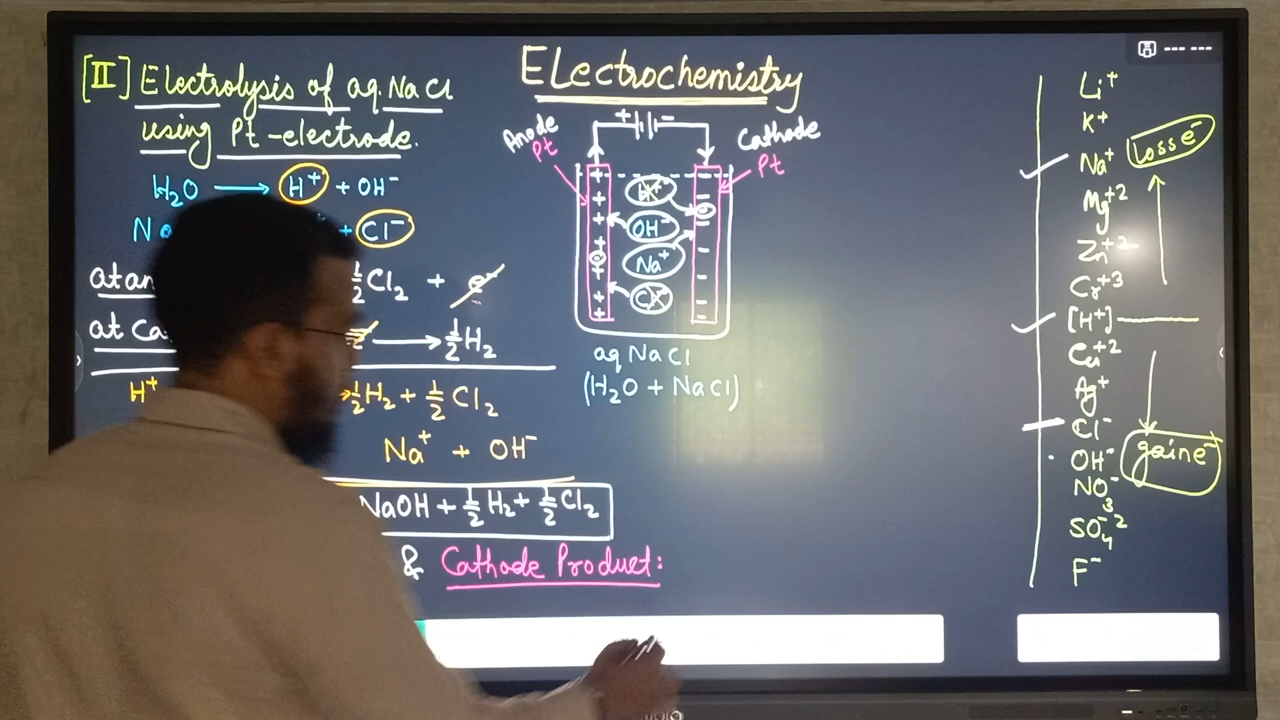 Electrochemistry
[II] Electrolysis of aq. NaCl
using Pt-electrode.
H₂O ⟶ H⁺ + OH⁻
+ Cl⁻
½Cl₂ + e⁻
⟶ ½H₂
H⁺ ½H₂ + ½Cl₂
Na⁺ + OH⁻
NaOH + ½H₂ + ½Cl₂
& Cathode Product:
+ −
Anode
Pt
Cathode
Pt
H⁺
OH⁻
Na⁺
Cl⁻
aq NaCl
(H₂O + NaCl)
Li⁺
K⁺
Na⁺
Loss e⁻
Mg⁺²
Zn⁺²
Cr⁺³
[H⁺]
Cu⁺²
Ag⁺
Cl⁻
gain e⁻
OH⁻
NO₃⁻
SO₄⁻²
F⁻